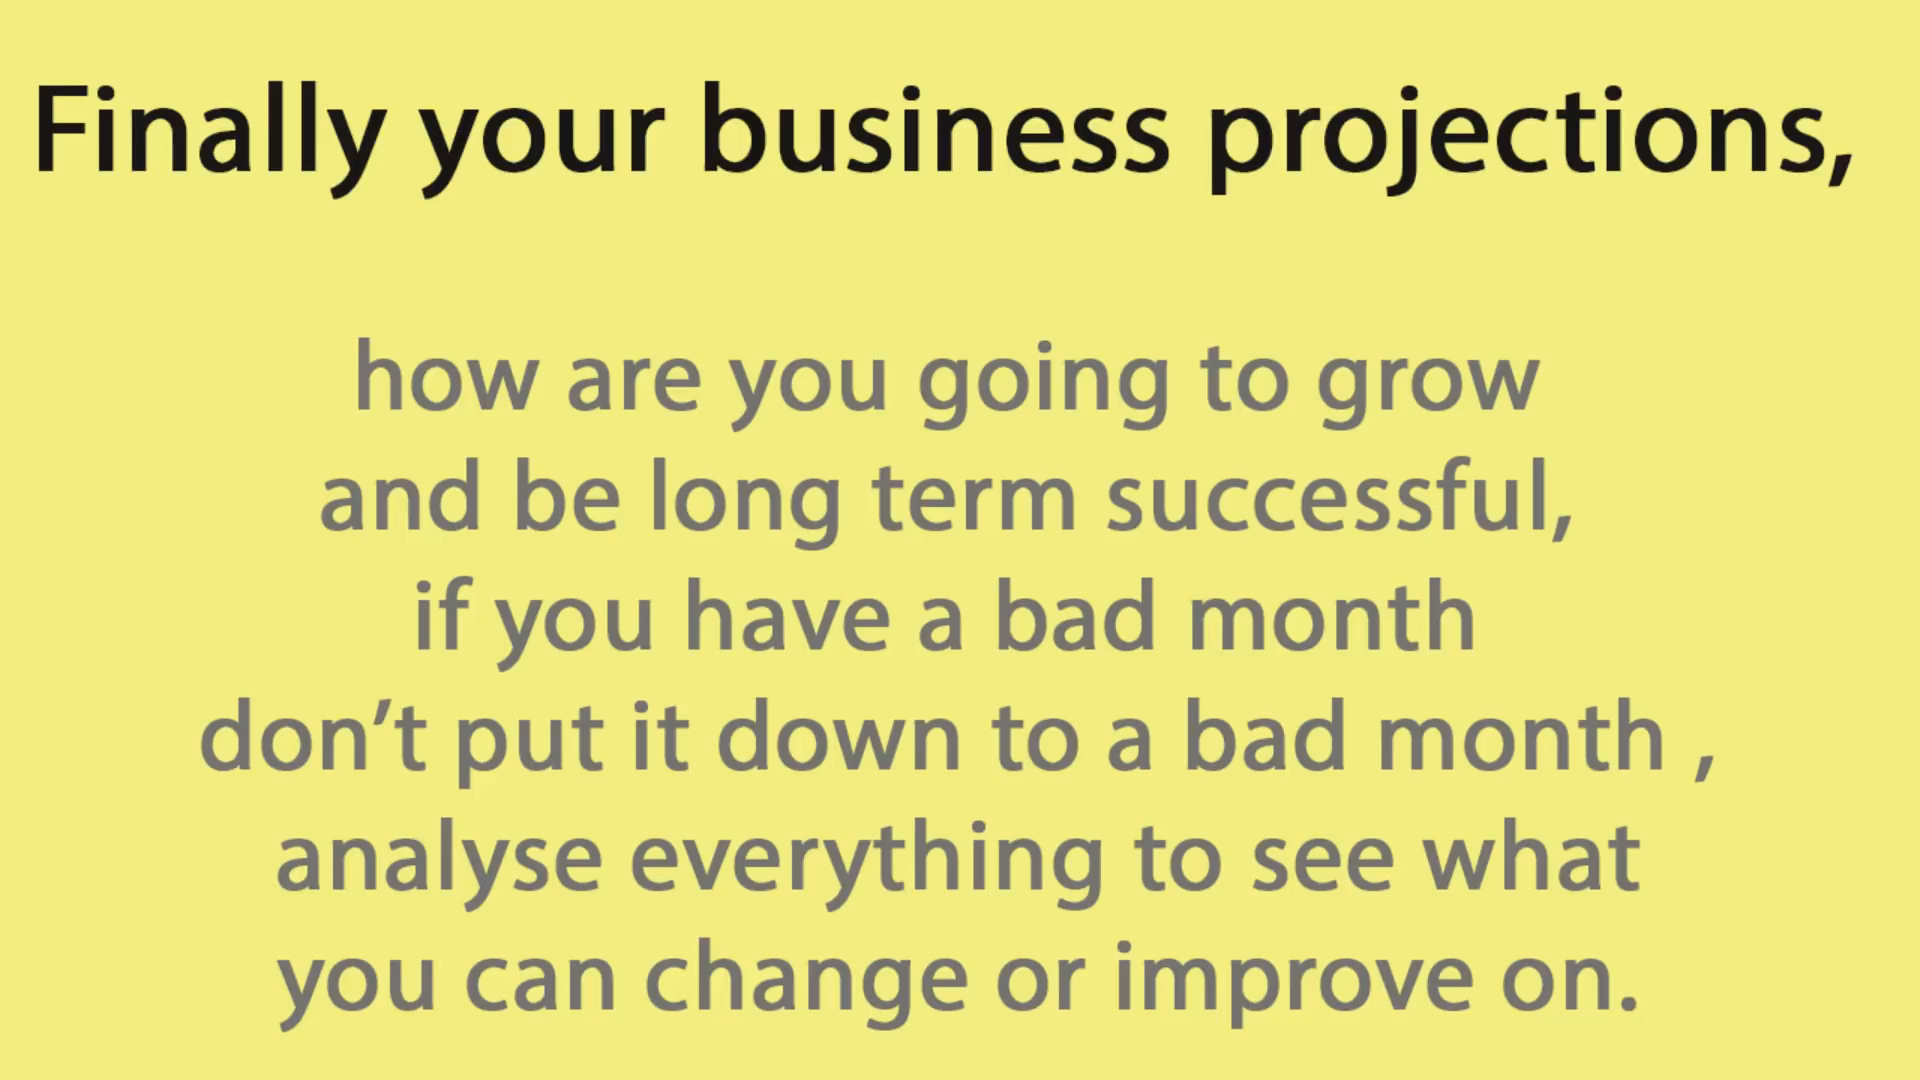 Finally your business projections,
how are you going to grow
and be long term successful,
if you have a bad month
don’t put it down to a bad month ,
analyse everything to see what
you can change or improve on.